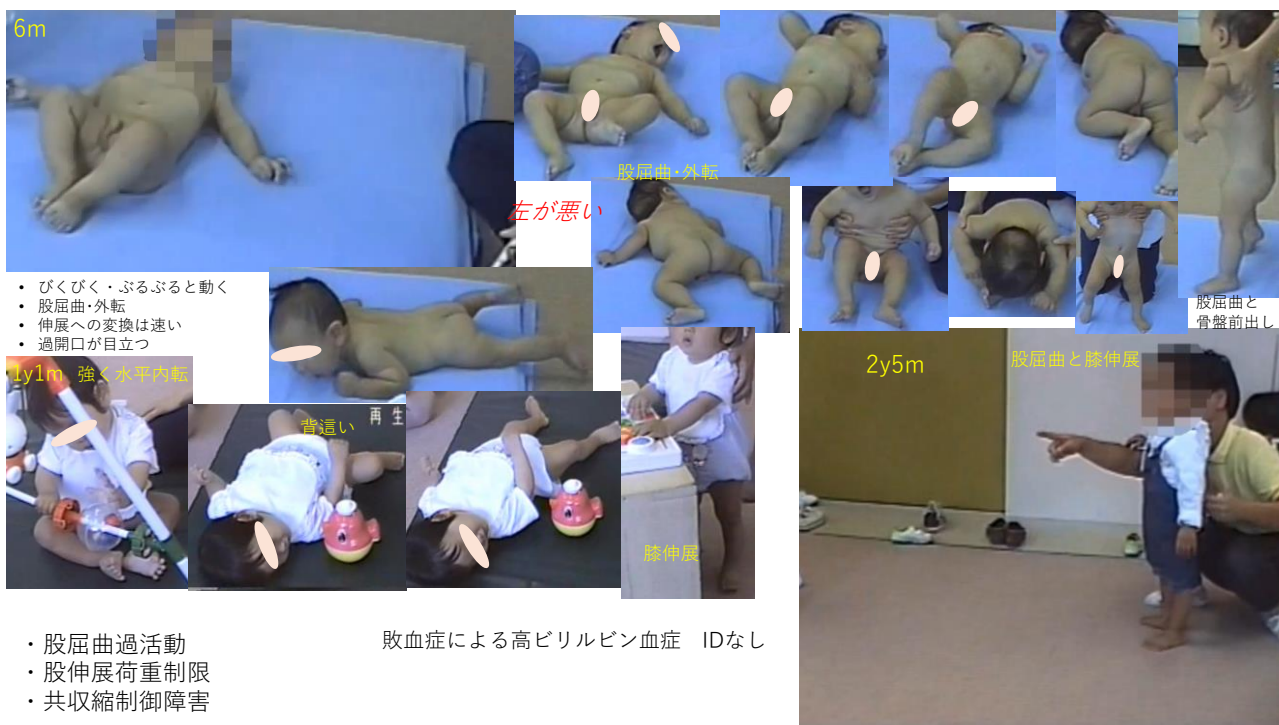 6m
股屈曲･外転
左が悪い
• びくびく・ぶるぶると動く
• 股屈曲･外転
• 伸展への変換は速い
• 過開口が目立つ
股屈曲と
骨盤前出し
1y1m 強く水平内転
背這い
再生
膝伸展
2y5m
股屈曲と膝伸展
・股屈曲過活動
・股伸展荷重制限
・共収縮制御障害
敗血症による高ビリルビン血症　IDなし